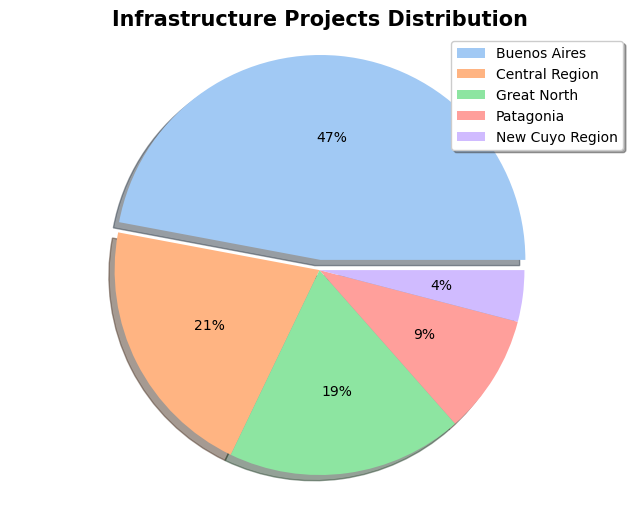 Infrastructure Projects Distribution
Buenos Aires
Central Region
Great North
Patagonia
New Cuyo Region
47%
4%
21%
9%
19%